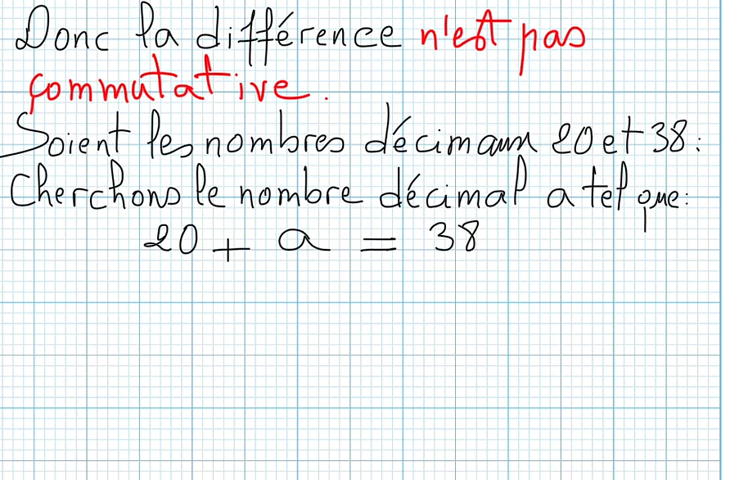 Donc la différence n'est pas
commutative.
Soient les nombres décimaux 20 et 38 :
Cherchons le nombre décimal a tel que :
20 + a = 38